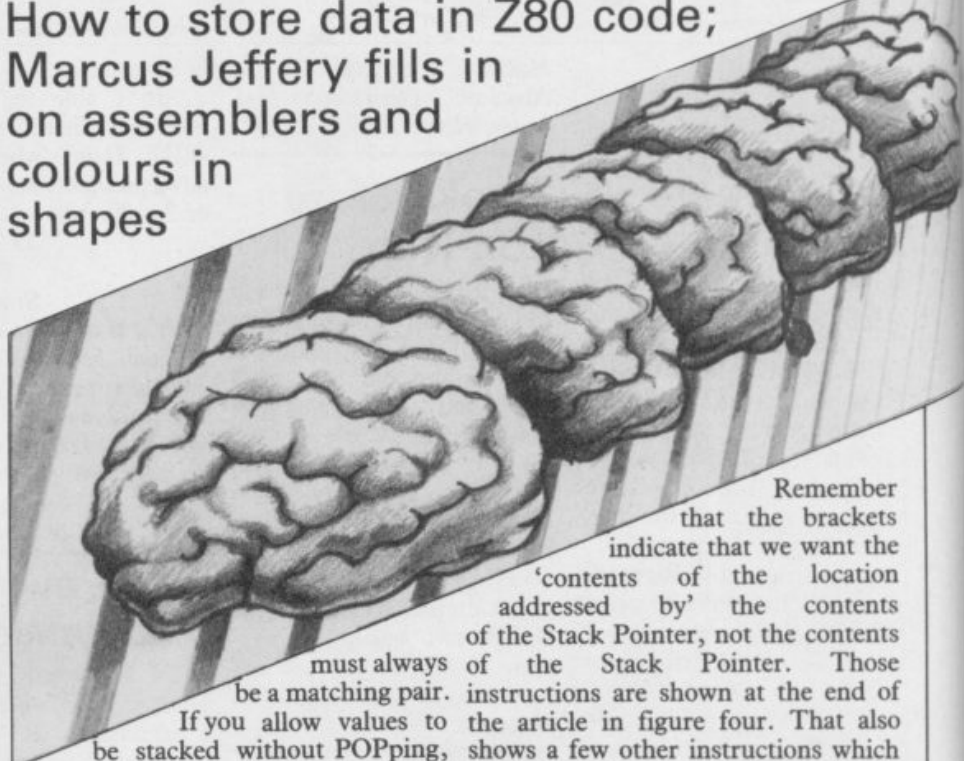 How to store data in Z80 code;
Marcus Jeffery fills in
on assemblers and
colours in
shapes
must always
be a matching pair.
If you allow values to
be stacked without POPping,
Remember
that the brackets
indicate that we want the
‘contents of the location
addressed by’ the contents
of the Stack Pointer, not the contents
of the Stack Pointer. Those
instructions are shown at the end of
the article in figure four. That also
shows a few other instructions which